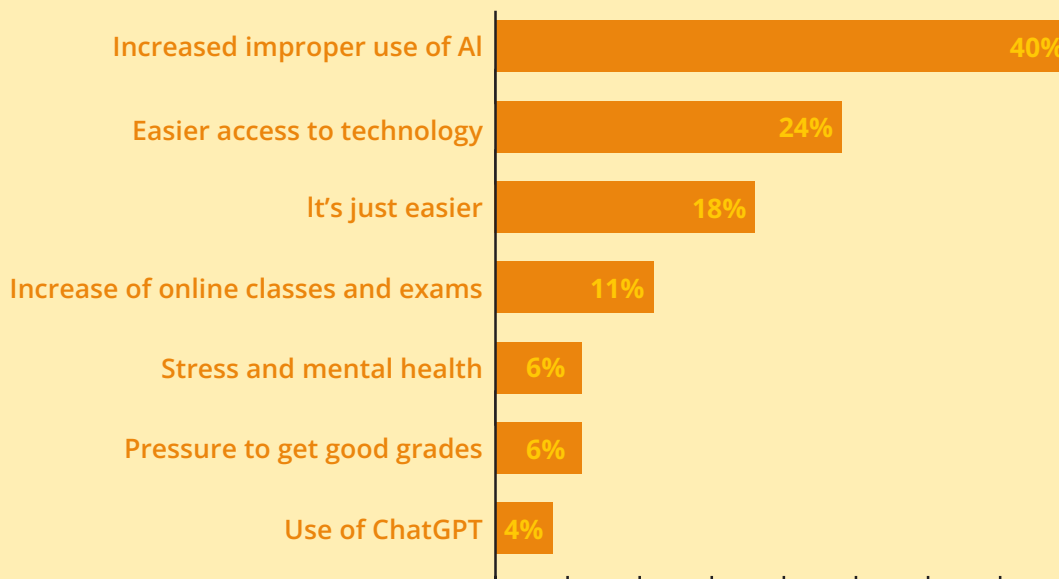 Increased improper use of AI 40%
Easier access to technology 24%
It’s just easier 18%
Increase of online classes and exams 11%
Stress and mental health 6%
Pressure to get good grades 6%
Use of ChatGPT 4%